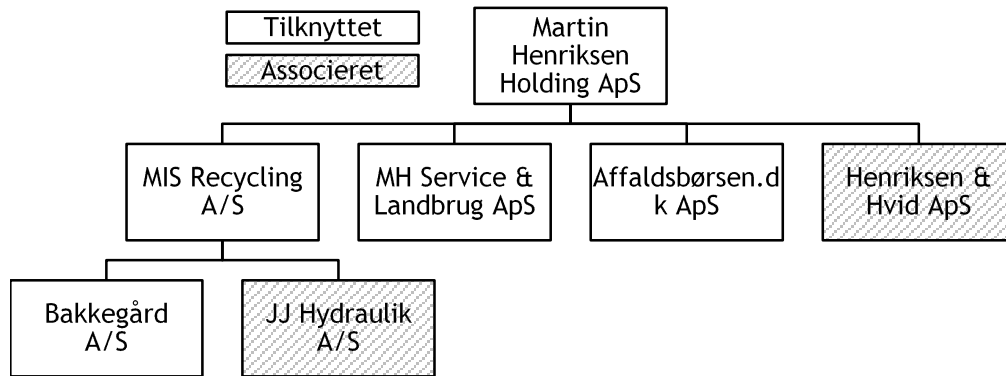 Tilknyttet
Associeret
Martin
Henriksen
Holding ApS
MIS Recycling
A/S
MH Service &
Landbrug ApS
Affaldsbørsen.d
k ApS
Henriksen &
Hvid ApS
Bakkegård
A/S
JJ Hydraulik
A/S